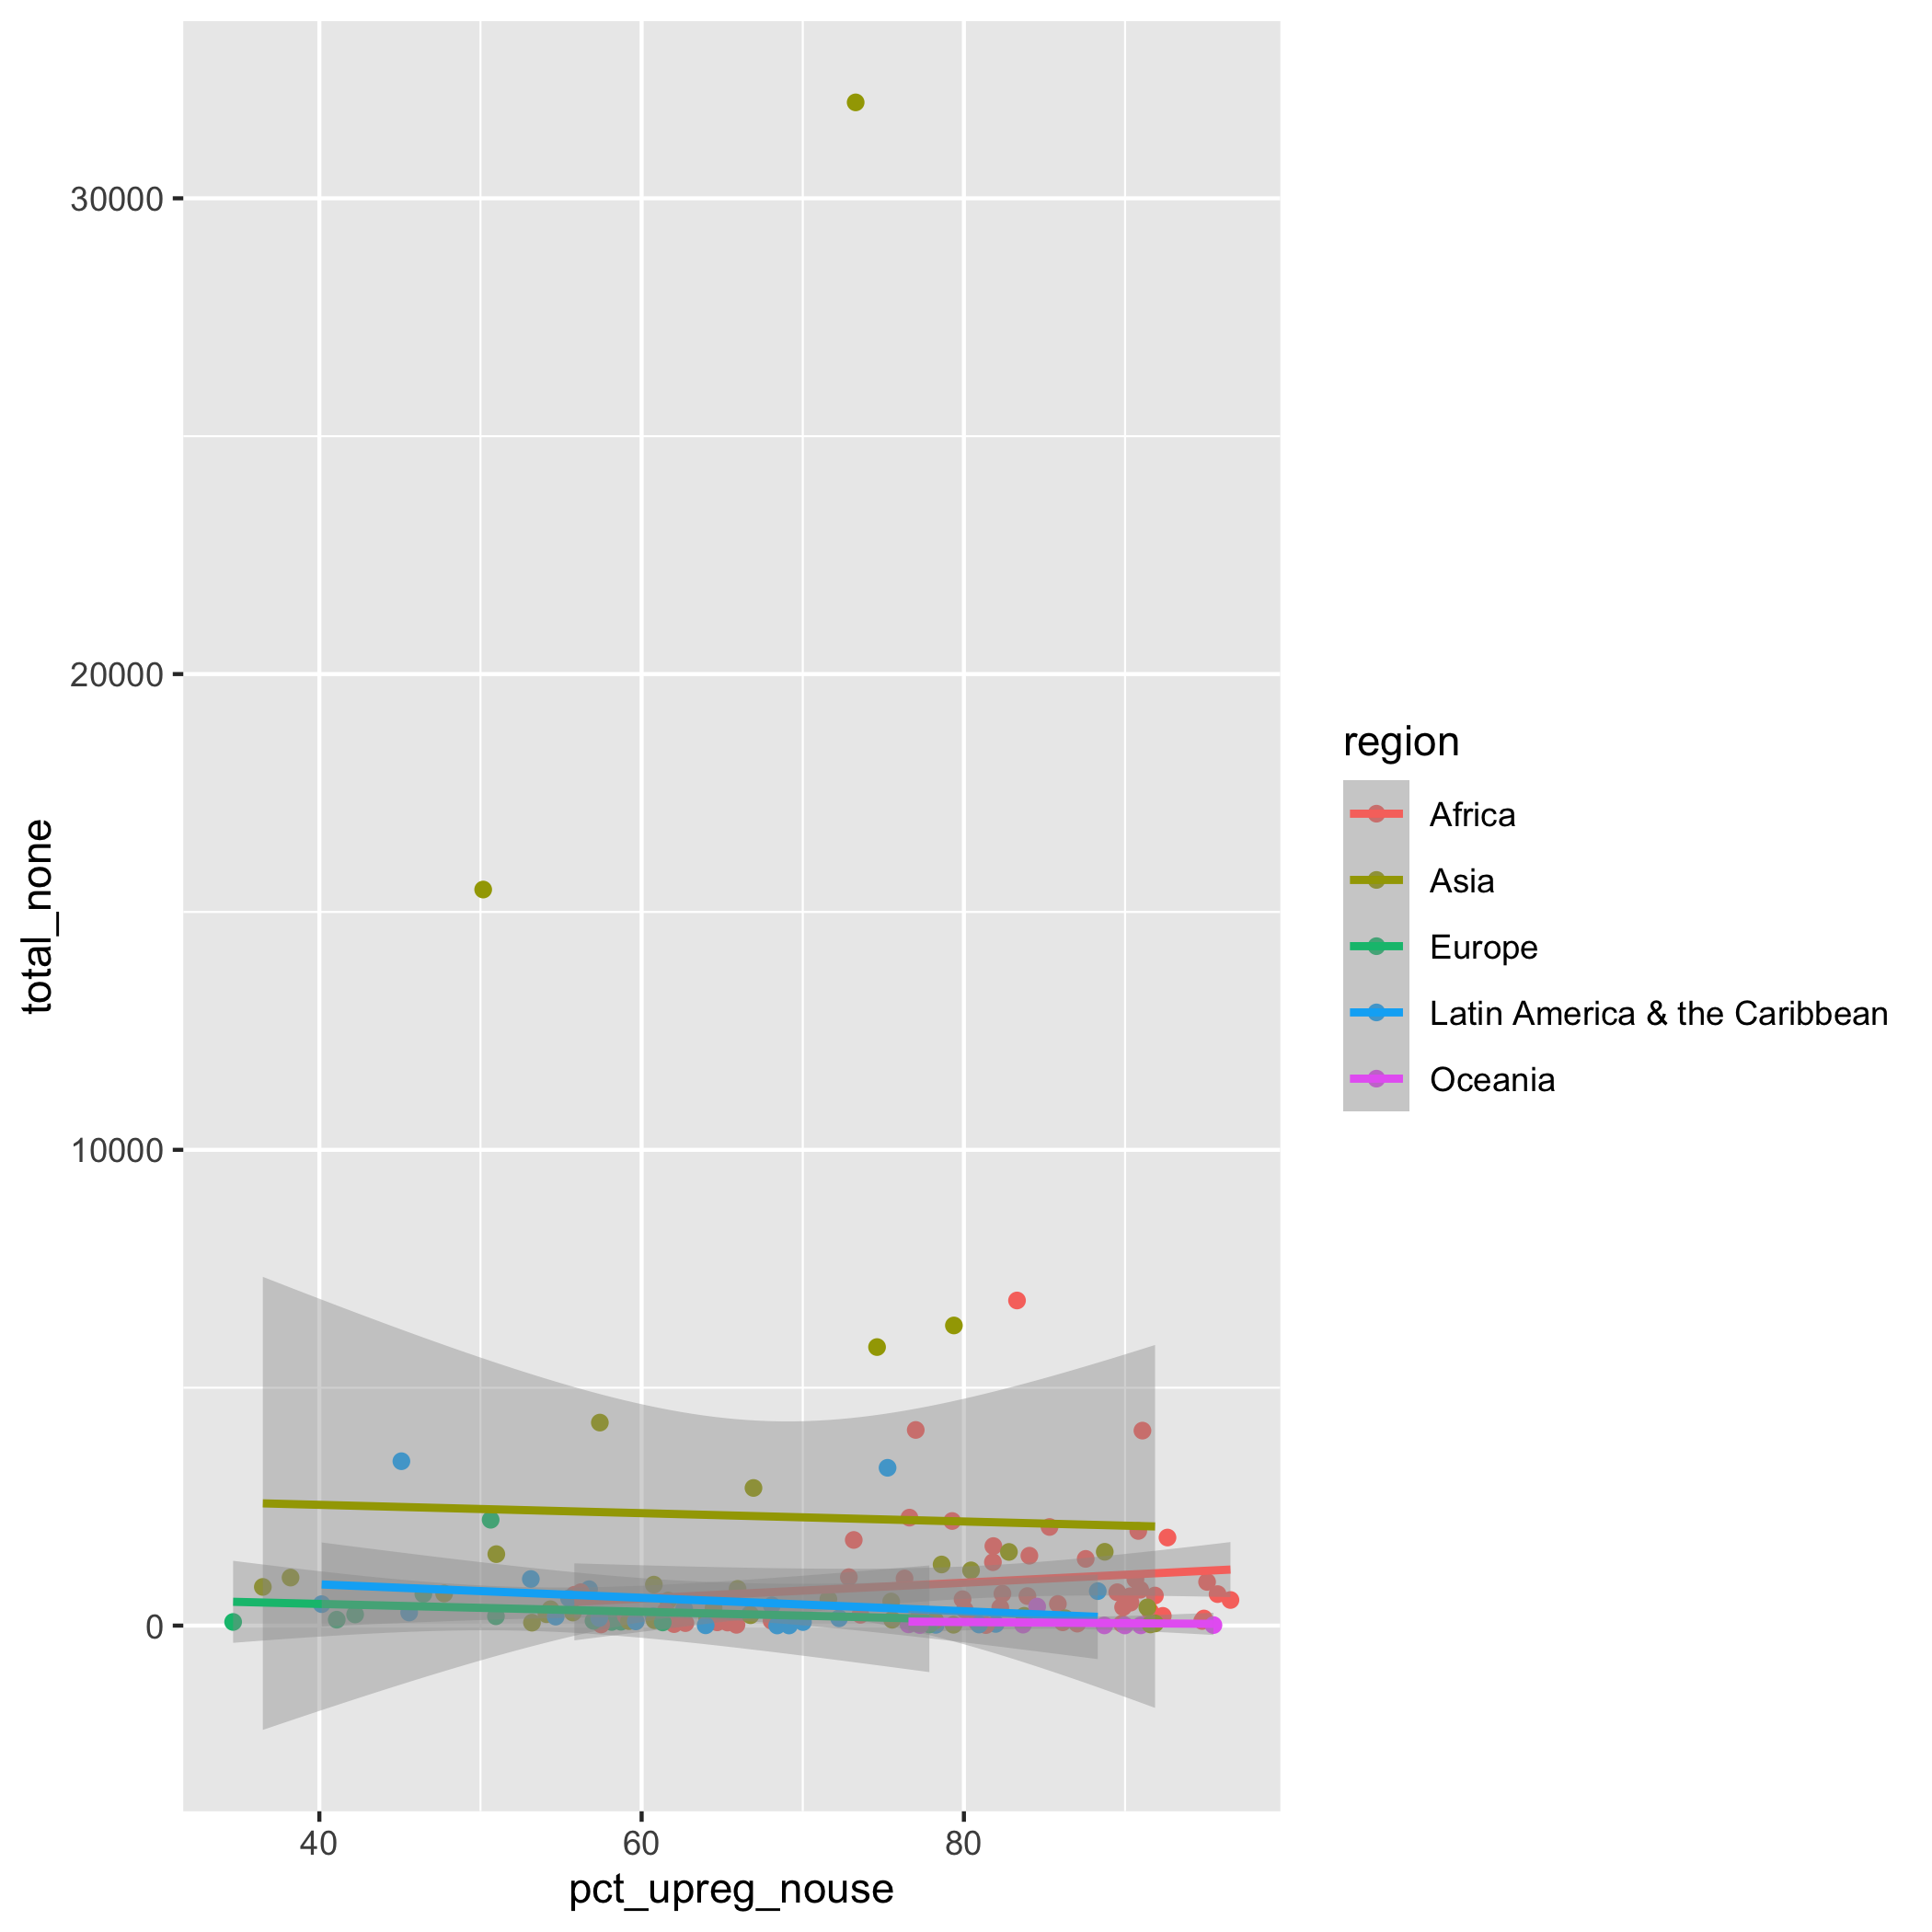 30000
20000
10000
0
total_none
40 60 80
pct_upreg_nouse
region
Africa
Asia
Europe
Latin America & the Caribbean
Oceania